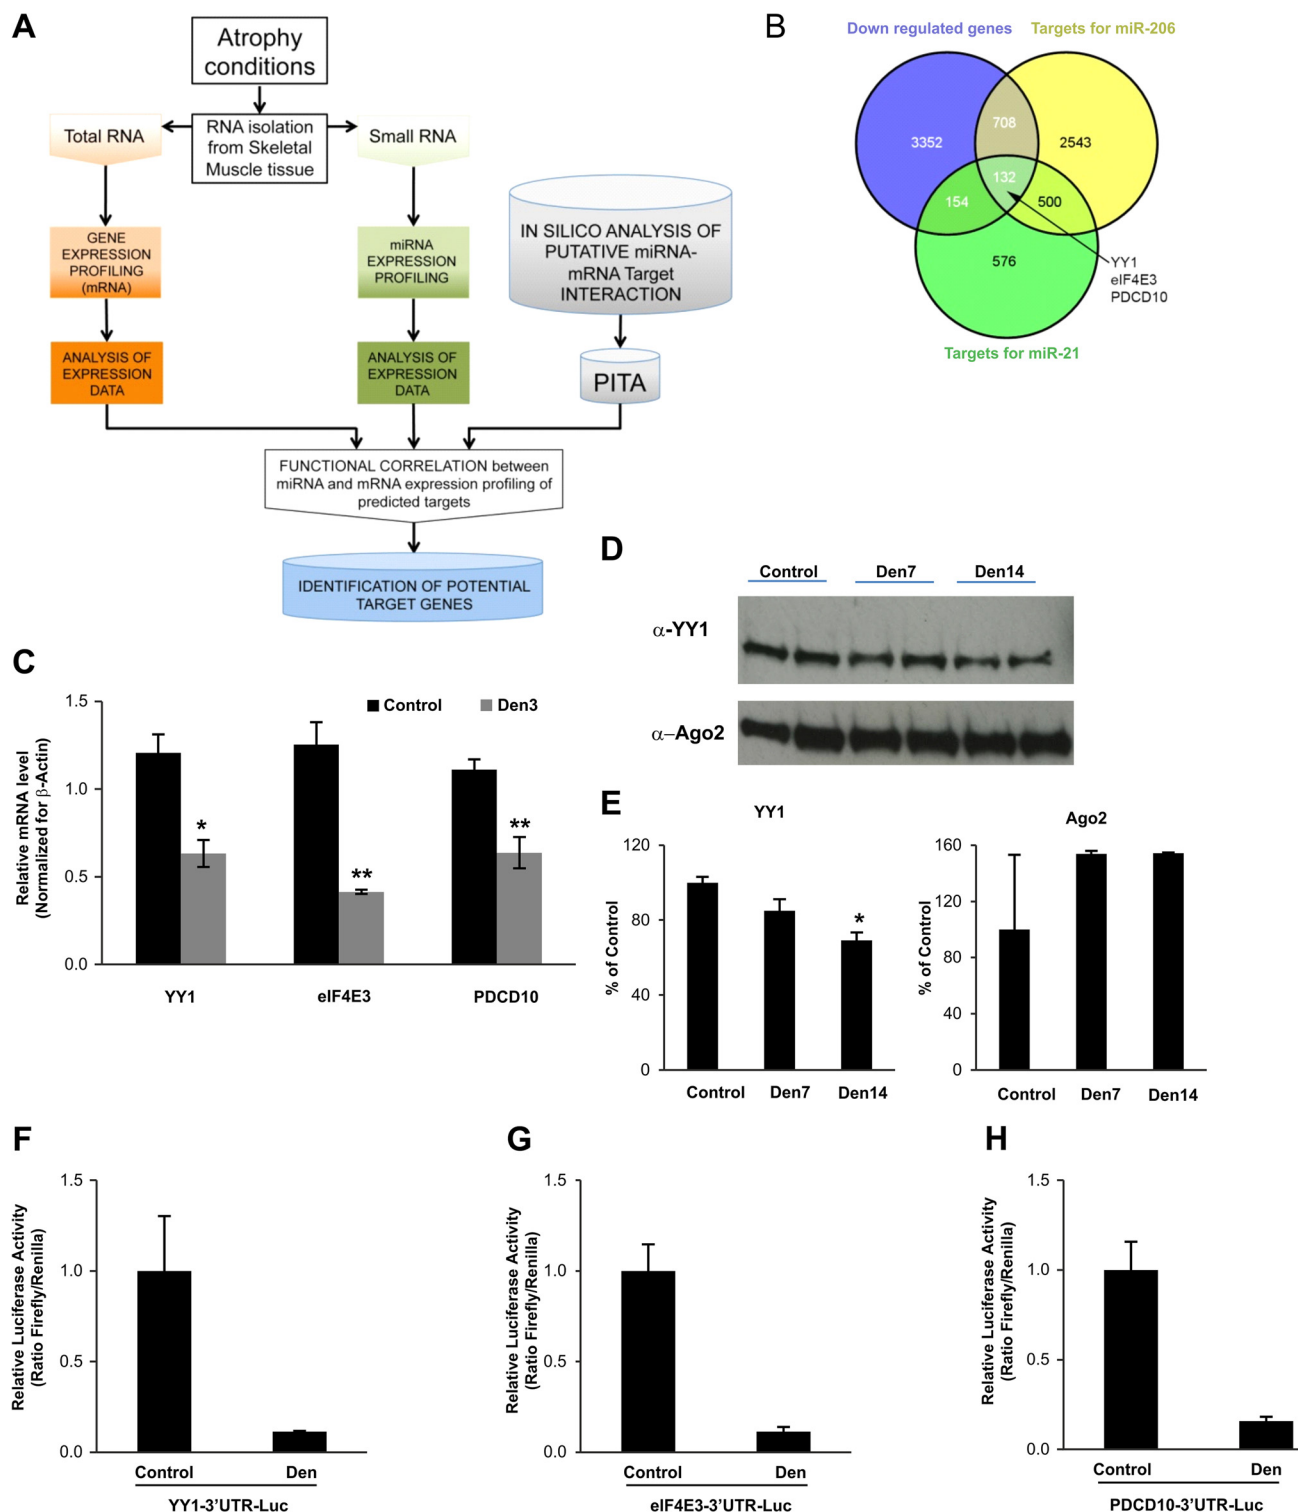 A
Atrophy
conditions
Total RNA
RNA isolation
from Skeletal
Muscle tissue
Small RNA
GENE
EXPRESSION
PROFILING
(mRNA)
miRNA
EXPRESSION
PROFILING
IN SILICO ANALYSIS OF
PUTATIVE miRNA-
mRNA Target
INTERACTION
ANALYSIS OF
EXPRESSION
DATA
ANALYSIS OF
EXPRESSION
DATA
PITA
FUNCTIONAL CORRELATION between
miRNA and mRNA expression profiling of
predicted targets
IDENTIFICATION OF POTENTIAL
TARGET GENES
B
Down regulated genes
Targets for miR-206
3352
708
2543
132
154
500
576
YY1
eIF4E3
PDCD10
Targets for miR-21
C
Relative mRNA level
(Normalized for β-Actin)
1.5
1.0
0.5
0.0
Control
Den3
*
**
**
YY1
eIF4E3
PDCD10
D
Control
Den7
Den14
α-YY1
α–Ago2
E
YY1
% of Control
120
80
40
0
*
Control
Den7
Den14
Ago2
% of Control
160
120
80
40
0
Control
Den7
Den14
F
Relative Luciferase Activity
(Ratio Firefly/Renilla)
1.5
1.0
0.5
0.0
Control
Den
YY1-3’UTR-Luc
G
Relative Luciferase Activity
(Ratio Firefly/Renilla)
1.5
1.0
0.5
0.0
Control
Den
eIF4E3-3’UTR-Luc
H
Relative Luciferase Activity
(Ratio Firefly/Renilla)
1.5
1.0
0.5
0.0
Control
Den
PDCD10-3’UTR-Luc